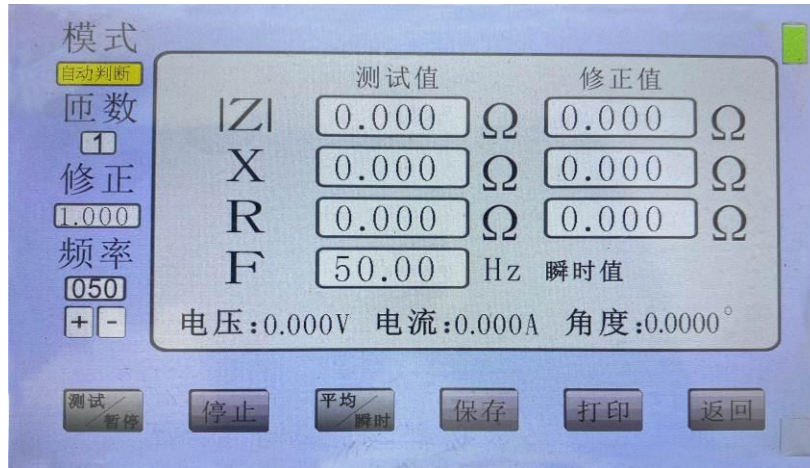 模式
自动判断
匝数
1
修正
1.000
频率
050
+ -
测试值 修正值
|Z| 0.000 Ω 0.000 Ω
X 0.000 Ω 0.000 Ω
R 0.000 Ω 0.000 Ω
F 50.00 Hz 瞬时值
电压:0.000V 电流:0.000A 角度:0.0000°
测试/暂停 停止 平均/瞬时 保存 打印 返回